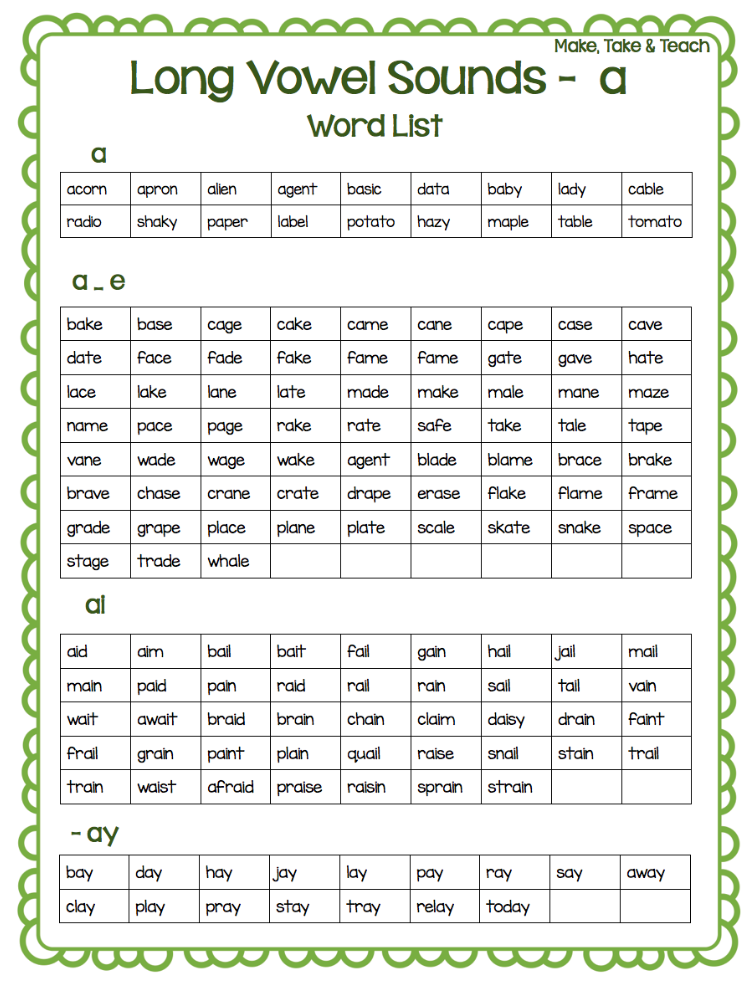 Make, Take & Teach
Long Vowel Sounds - a
Word List
a
acorn apron alien agent basic data baby lady cable
radio shaky paper label potato hazy maple table tomato
a_e
bake base cage cake came cane cape case cave
date face fade fake fame fame gate gave hate
lace lake lane late made make male mane maze
name pace page rake rate safe take tale tape
vane wade wage wake agent blade blame brace brake
brave chase crane crate drape erase flake flame frame
grade grape place plane plate scale skate snake space
stage trade whale
ai
aid aim bail bait fail gain hail jail mail
main paid pain raid rail rain sail tail vain
wait await braid brain chain claim daisy drain faint
frail grain paint plain quail raise snail stain trail
train waist afraid praise raisin sprain strain
-ay
bay day hay jay lay pay ray say away
clay play pray stay tray relay today